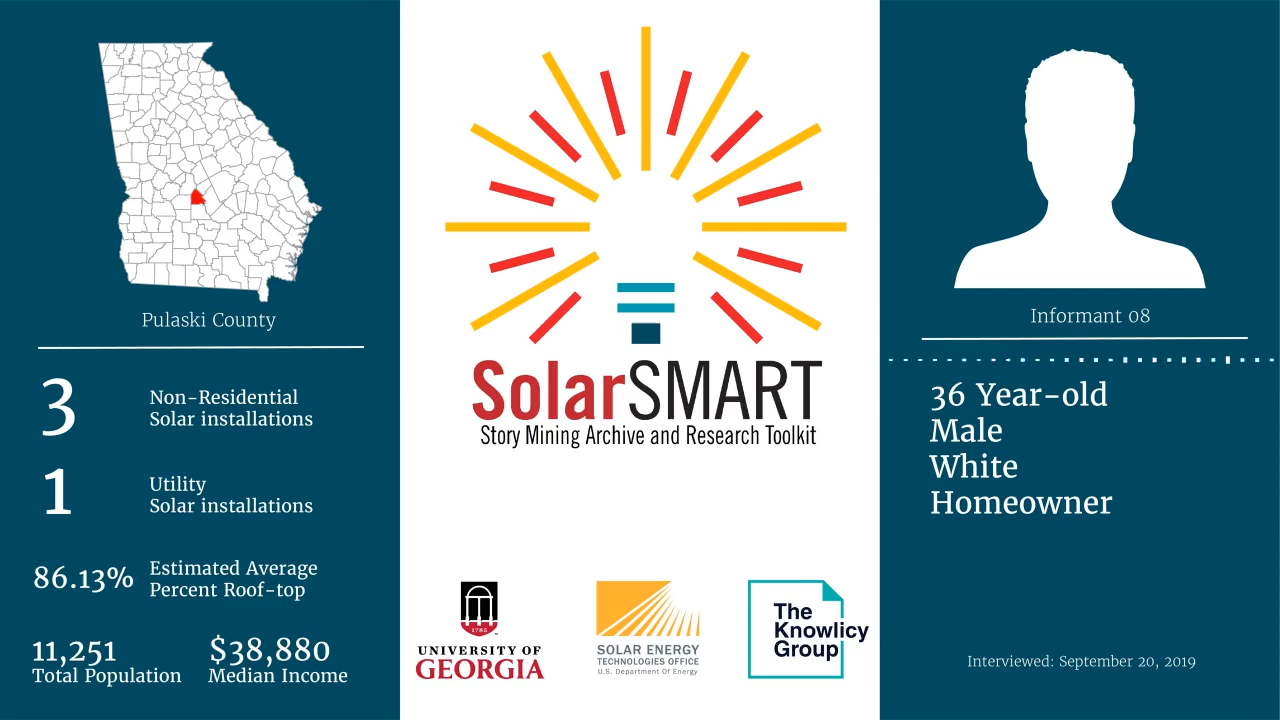 Pulaski County
3
Non-Residential
Solar installations
1
Utility
Solar installations
86.13%
Estimated Average
Percent Roof-top
11,251
Total Population
$38,880
Median Income
SolarSMART
Story Mining Archive and Research Toolkit
1785
UNIVERSITY OF
GEORGIA
SOLAR ENERGY
TECHNOLOGIES OFFICE
U.S. Department Of Energy
The
Knowlicy
Group
Informant 08
36 Year-old
Male
White
Homeowner
Interviewed: September 20, 2019